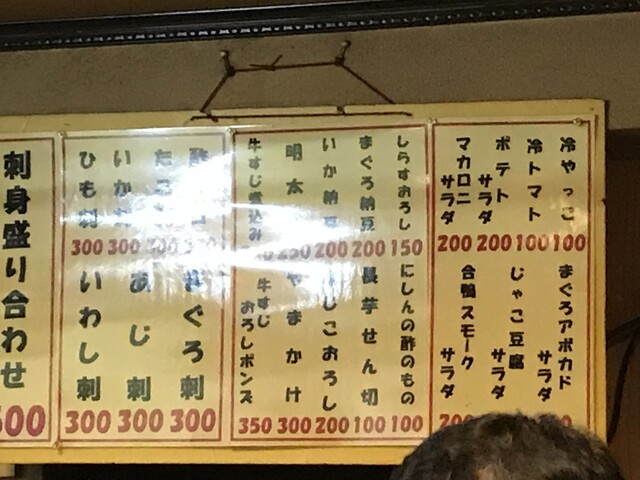 冷やっこ 100
冷トマト 100
ポテトサラダ 200
マカロニサラダ 200
まぐろアボカドサラダ
じゃこ豆腐サラダ
合鴨スモークサラダ
しらすおろし 150
まぐろ納豆 200
いか納豆 200
明太
牛すじ煮込み
にしんの酢のもの 100
長芋せん切 100
じこおろし 200
やまかけ 300
牛すじおろしポンズ 350
300
いか刺 300
ひも刺 300
まぐろ刺 300
あじ刺 300
いわし刺 300
刺身盛り合わせ